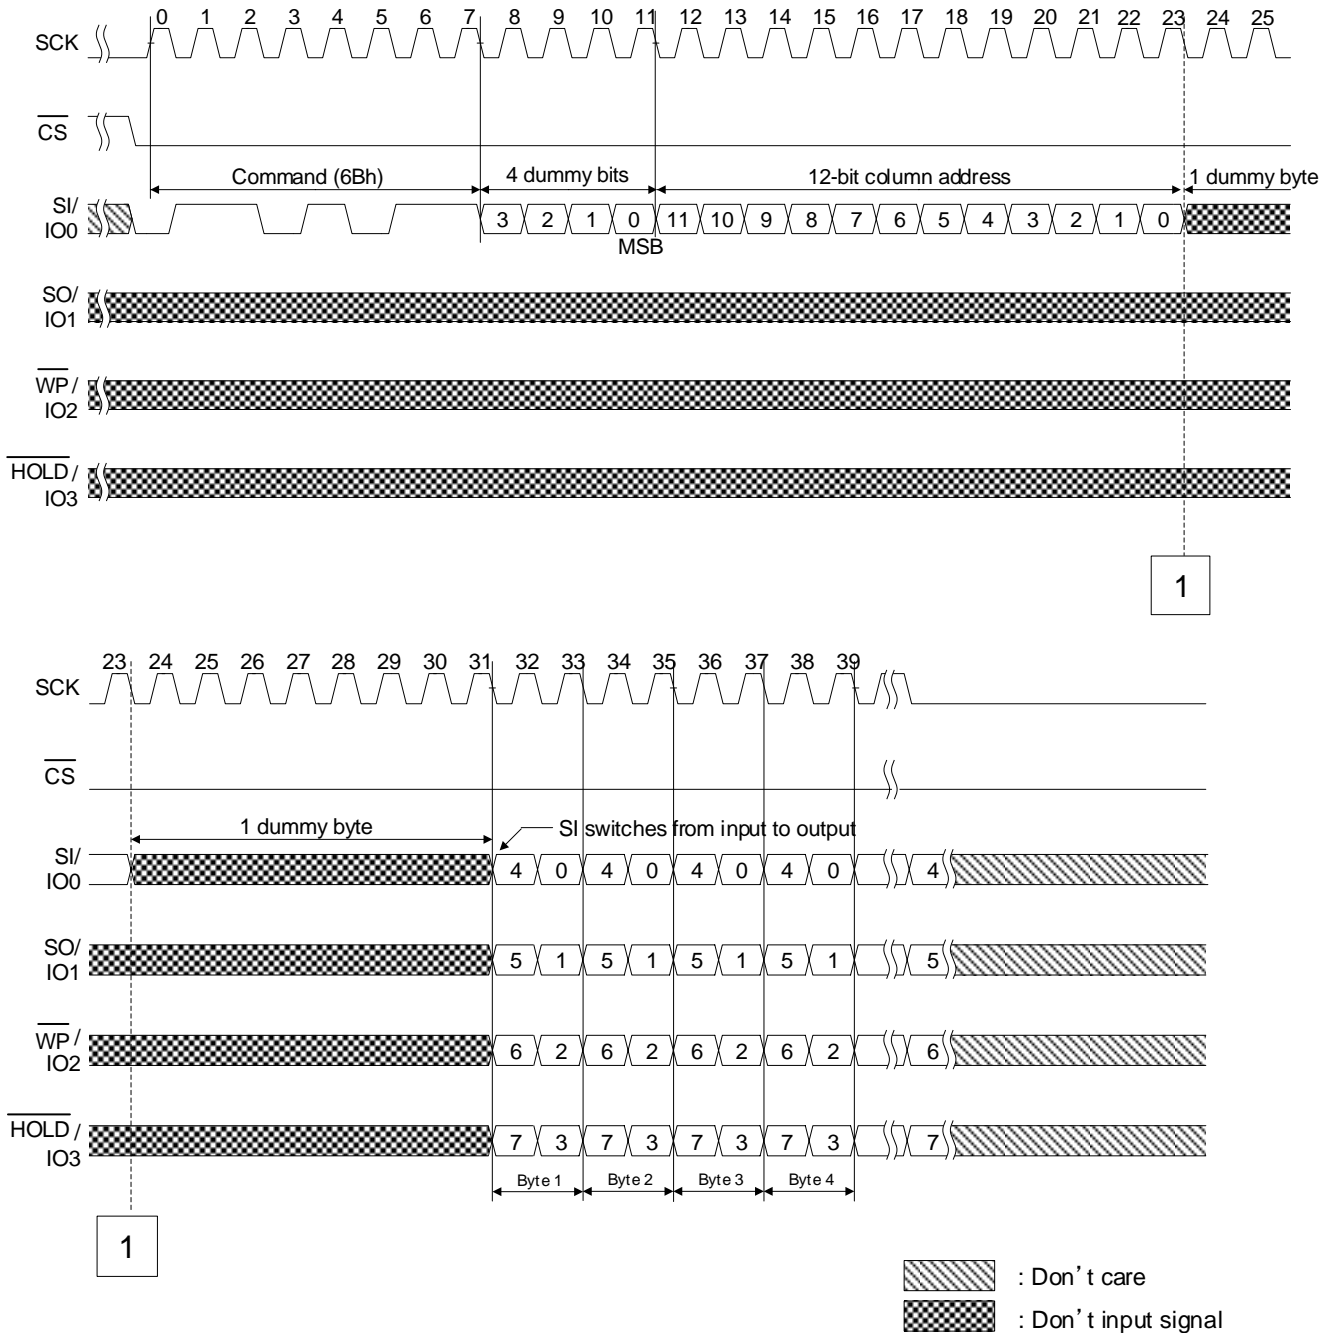 0 1 2 3 4 5 6 7 8 9 10 11 12 13 14 15 16 17 18 19 20 21 22 23 24 25
SCK
CS
Command (6Bh) 4 dummy bits 12-bit column address 1 dummy byte
SI/
IO0
3 2 1 0 11 10 9 8 7 6 5 4 3 2 1 0
MSB
SO/
IO1
WP/
IO2
HOLD/
IO3
1
23 24 25 26 27 28 29 30 31 32 33 34 35 36 37 38 39
SCK
CS
1 dummy byte
SI switches from input to output
SI/
IO0
4 0 4 0 4 0 4 0 4
SO/
IO1
5 1 5 1 5 1 5 1 5
WP/
IO2
6 2 6 2 6 2 6 2 6
HOLD/
IO3
7 3 7 3 7 3 7 3 7
Byte 1 Byte 2 Byte 3 Byte 4
1
: Don't care
: Don't input signal